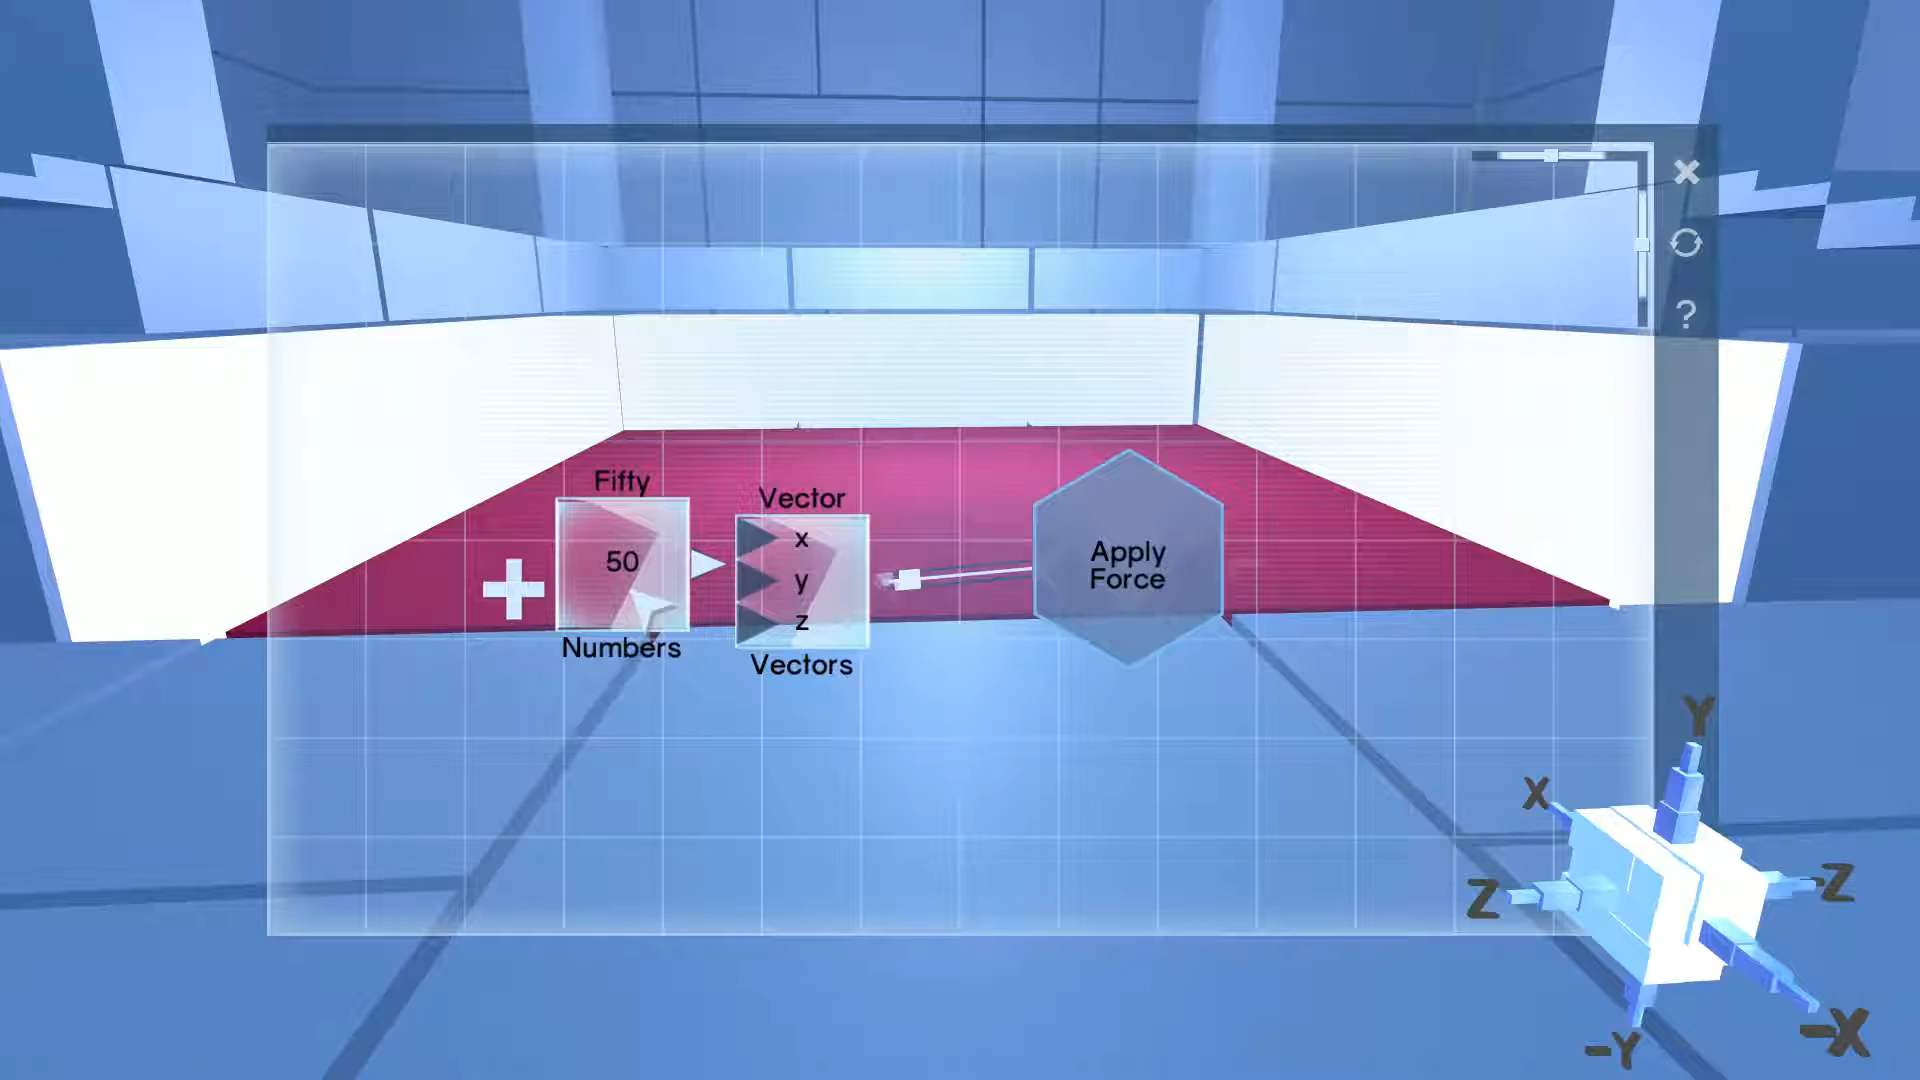 ?
Fifty
50
Numbers
Vector
x
y
z
Vectors
Apply
Force
Y
X
Z
-Z
-X
-Y